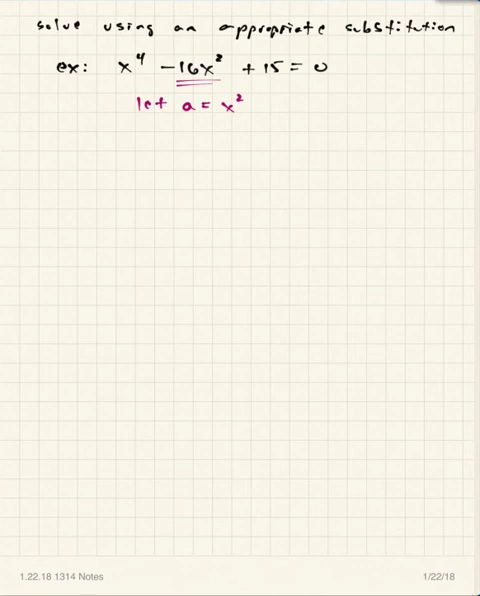 solve using an appropriate substitution
ex: x⁴ - 16x² + 15 = 0
let a = x²
1.22.18 1314 Notes
1/22/18